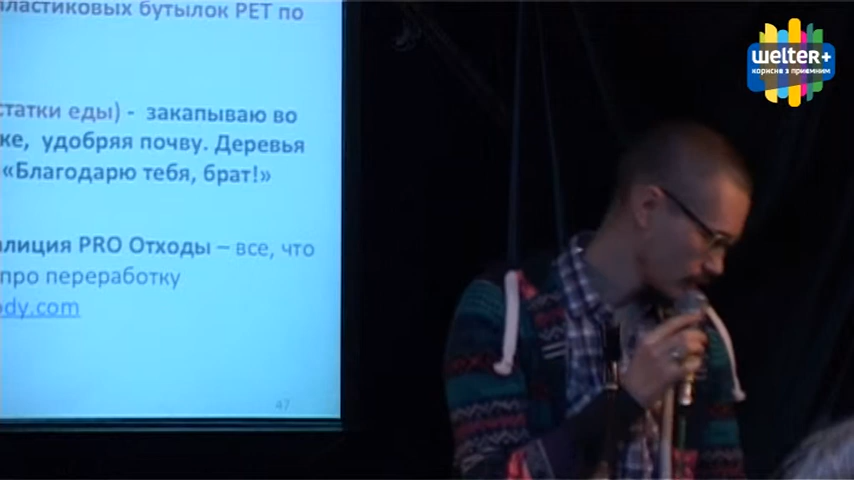 пластиковых бутылок PET по
статки еды) - закапываю во
ке, удобряя почву. Деревья
«Благодарю тебя, брат!»
алиция PRO Отходы – все, что
про переработку
ody.com
47
welter+
корисне з приємним